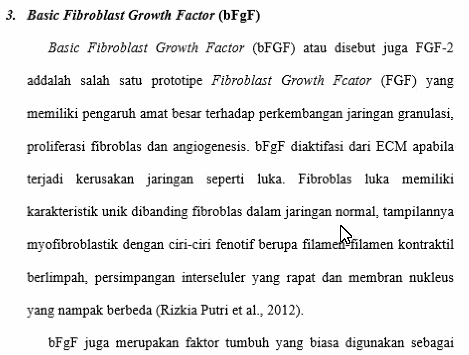 3. Basic Fibroblast Growth Factor (bFgF)
Basic Fibroblast Growth Factor (bFGF) atau disebut juga FGF-2
addalah salah satu prototipe Fibroblast Growth Fcator (FGF) yang
memiliki pengaruh amat besar terhadap perkembangan jaringan granulasi,
proliferasi fibroblas dan angiogenesis. bFgF diaktifasi dari ECM apabila
terjadi kerusakan jaringan seperti luka. Fibroblas luka memiliki
karakteristik unik dibanding fibroblas dalam jaringan normal, tampilannya
myofibroblastik dengan ciri-ciri fenotif berupa filamen-filamen kontraktil
berlimpah, persimpangan interseluler yang rapat dan membran nukleus
yang nampak berbeda (Rizkia Putri et al., 2012).
bFgF juga merupakan faktor tumbuh yang biasa digunakan sebagai